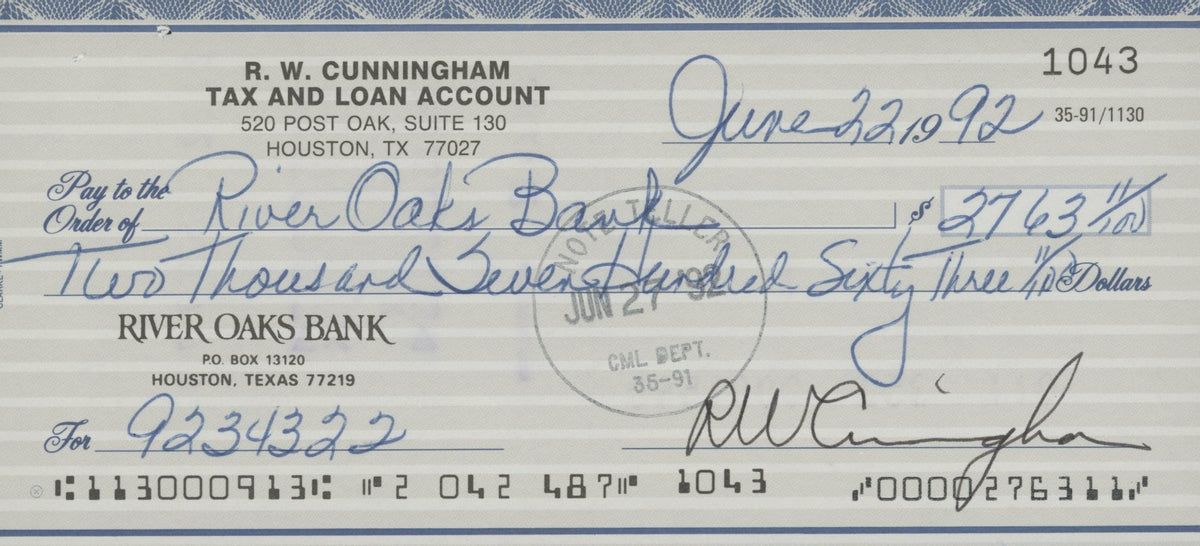 R. W. CUNNINGHAM
TAX AND LOAN ACCOUNT
520 POST OAK, SUITE 130
HOUSTON, TX 77027
1043
June 22 19 92
35-91/1130
Pay to the Order of River Oaks Bank $ 2763 11/100
Two Thousand Seven Hundred Sixty Three 11/100 Dollars
NOTE TELLER
JUN 27 '92
CML DEPT.
35-91
RIVER OAKS BANK
P.O. BOX 13120
HOUSTON, TEXAS 77219
For 9234322
RW Cunningham
⑆113000913⑆ ⑈2 042 487⑈ 1043 ⑇0000276311⑇